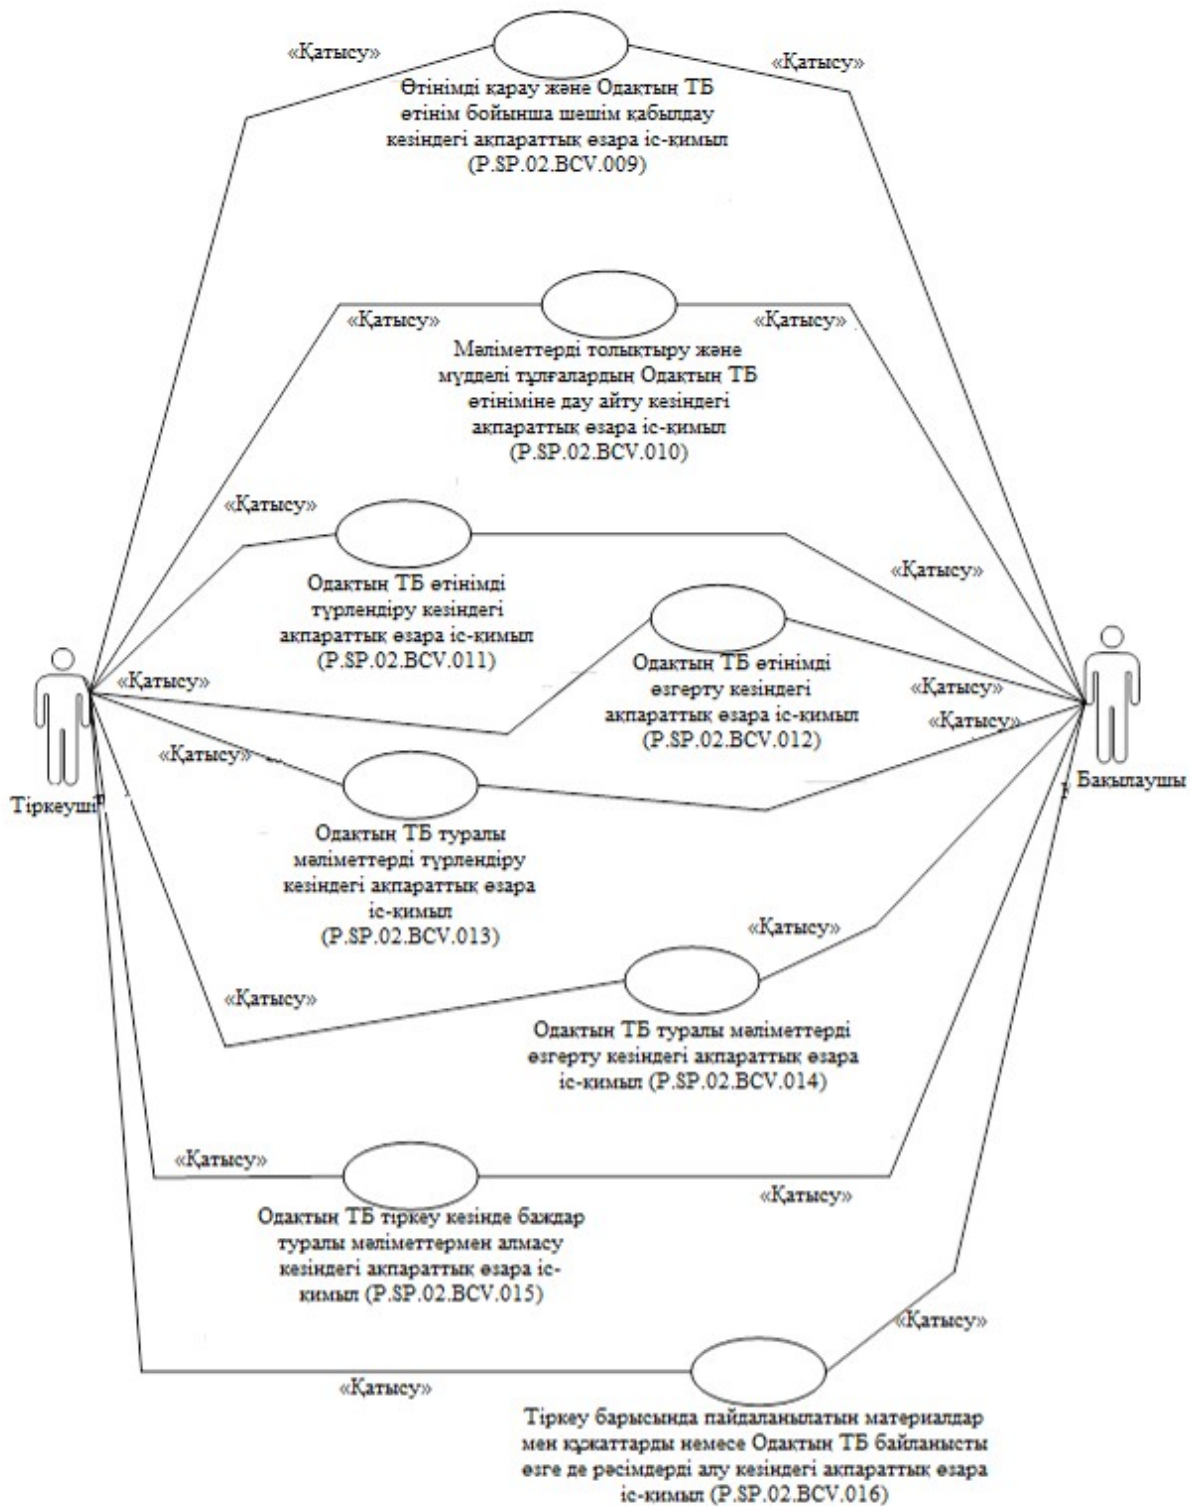 «Қатысу»
«Қатысу»
Өтінімді қарау және Одақтың ТБ
өтінім бойынша шешім қабылдау
кезіндегі ақпараттық өзара іс-қимыл
(P.SP.02.BCV.009)
«Қатысу»
«Қатысу»
Мәліметтерді толықтыру және
мүдделі тұлғалардың Одақтың ТБ
өтініміне дау айту кезіндегі
ақпараттық өзара іс-қимыл
(P.SP.02.BCV.010)
«Қатысу»
«Қатысу»
Одақтың ТБ өтінімді
түрлендіру кезіндегі
ақпараттық өзара іс-қимыл
(P.SP.02.BCV.011)
Одақтың ТБ өтінімді
өзгерту кезіндегі
ақпараттық өзара іс-қимыл
(P.SP.02.BCV.012)
«Қатысу»
«Қатысу»
«Қатысу»
«Қатысу»
Тіркеуші
Бақылаушы
Одақтың ТБ туралы
мәліметтерді түрлендіру
кезіндегі ақпараттық өзара
іс-қимыл
(P.SP.02.BCV.013)
«Қатысу»
«Қатысу»
Одақтың ТБ туралы мәліметтерді
өзгерту кезіндегі ақпараттық өзара
іс-қимыл (P.SP.02.BCV.014)
«Қатысу»
«Қатысу»
Одақтың ТБ тіркеу кезінде баждар
туралы мәліметтермен алмасу
кезіндегі ақпараттық өзара іс-
қимыл (P.SP.02.BCV.015)
«Қатысу»
«Қатысу»
Тіркеу барысында пайдаланылатын материалдар
мен құжаттарды немесе Одақтың ТБ байланысты
өзге де рәсімдерді алу кезіндегі ақпараттық өзара
іс-қимыл (P.SP.02.BCV.016)